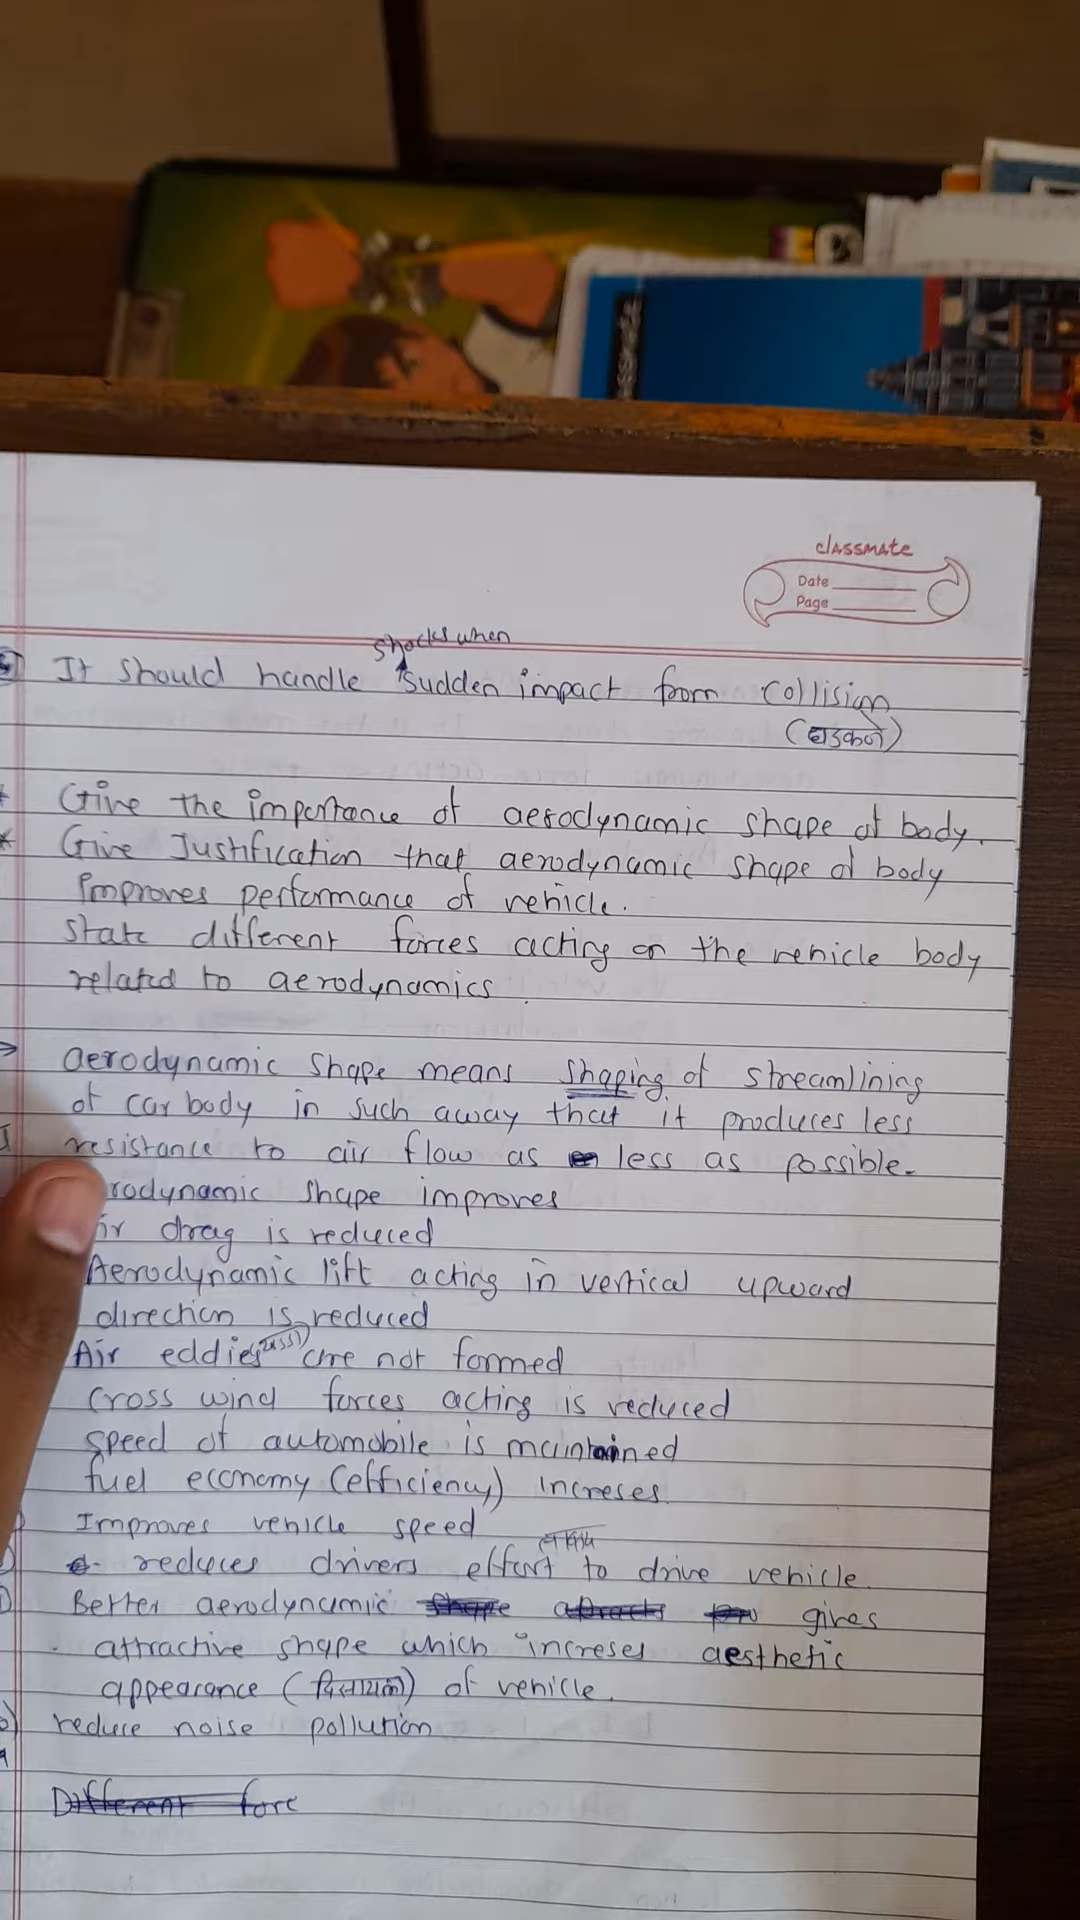 classmate
Date
Page
shocks when
5) It should handle sudden impact from collision
(धडकने)
* Give the importance of aerodynamic shape of body.
* Give Justification that aerodynamic shape of body
improves performance of vehicle.
State different forces acting on the vehicle body
related to aerodynamics.
→ aerodynamic shape means shaping of streamlining
of car body in such away that it produces less
resistance to air flow as less as possible.
rodynamic shape improves
ir drag is reduced
Aerodynamic lift acting in vertical upward
direction is reduced
Air eddies are not formed
cross wind forces acting is reduced
speed of automobile is maintained
fuel economy (efficiency) increses.
Improves vehicle speed
reduces drivers effort to drive vehicle.
Better aerodynamic gives
attractive shape which increses aesthetic
appearance of vehicle.
reduce noise pollution
Different forc